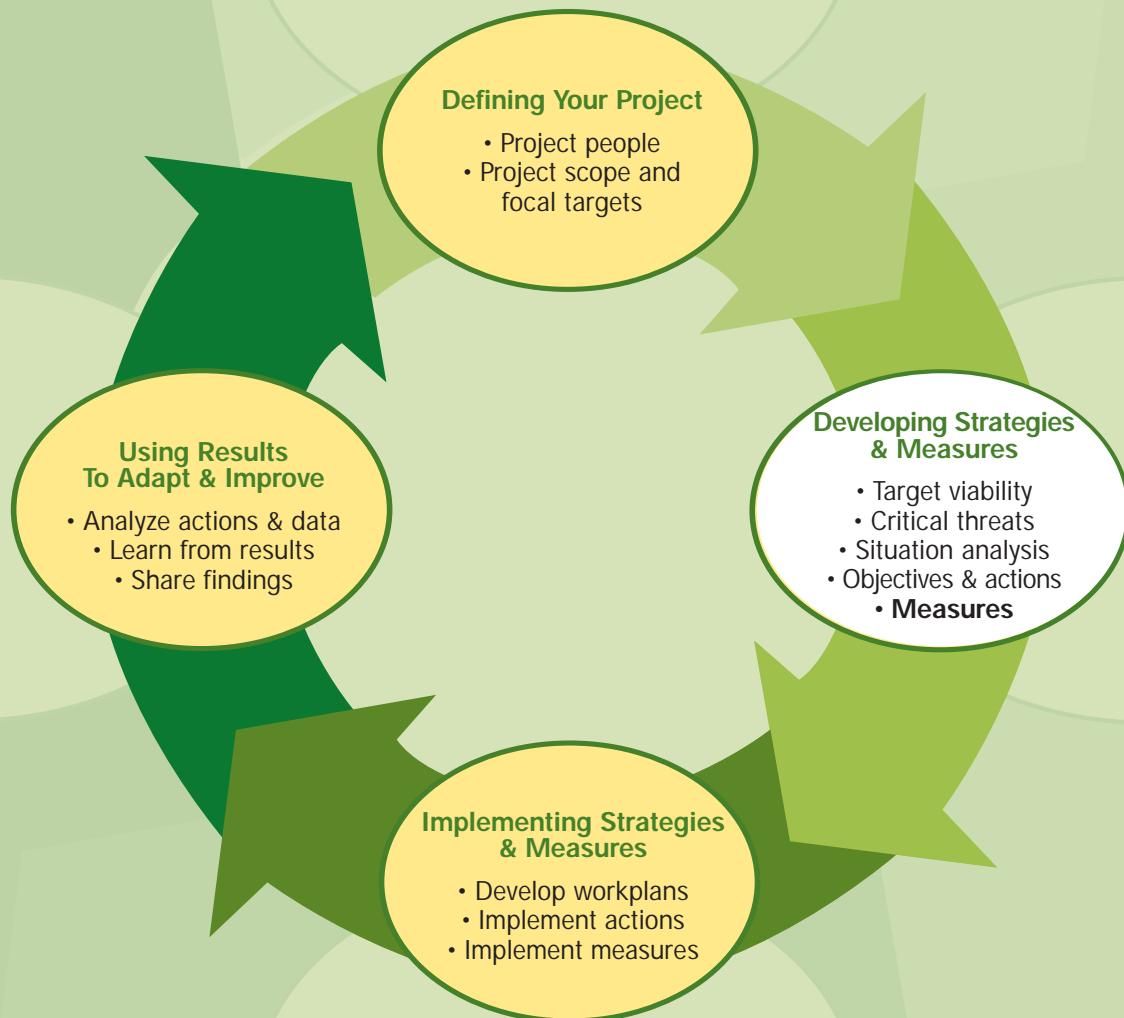 Defining Your Project
• Project people
• Project scope and
focal targets
Developing Strategies
& Measures
• Target viability
• Critical threats
• Situation analysis
• Objectives & actions
• Measures
Implementing Strategies
& Measures
• Develop workplans
• Implement actions
• Implement measures
Using Results
To Adapt & Improve
• Analyze actions & data
• Learn from results
• Share findings